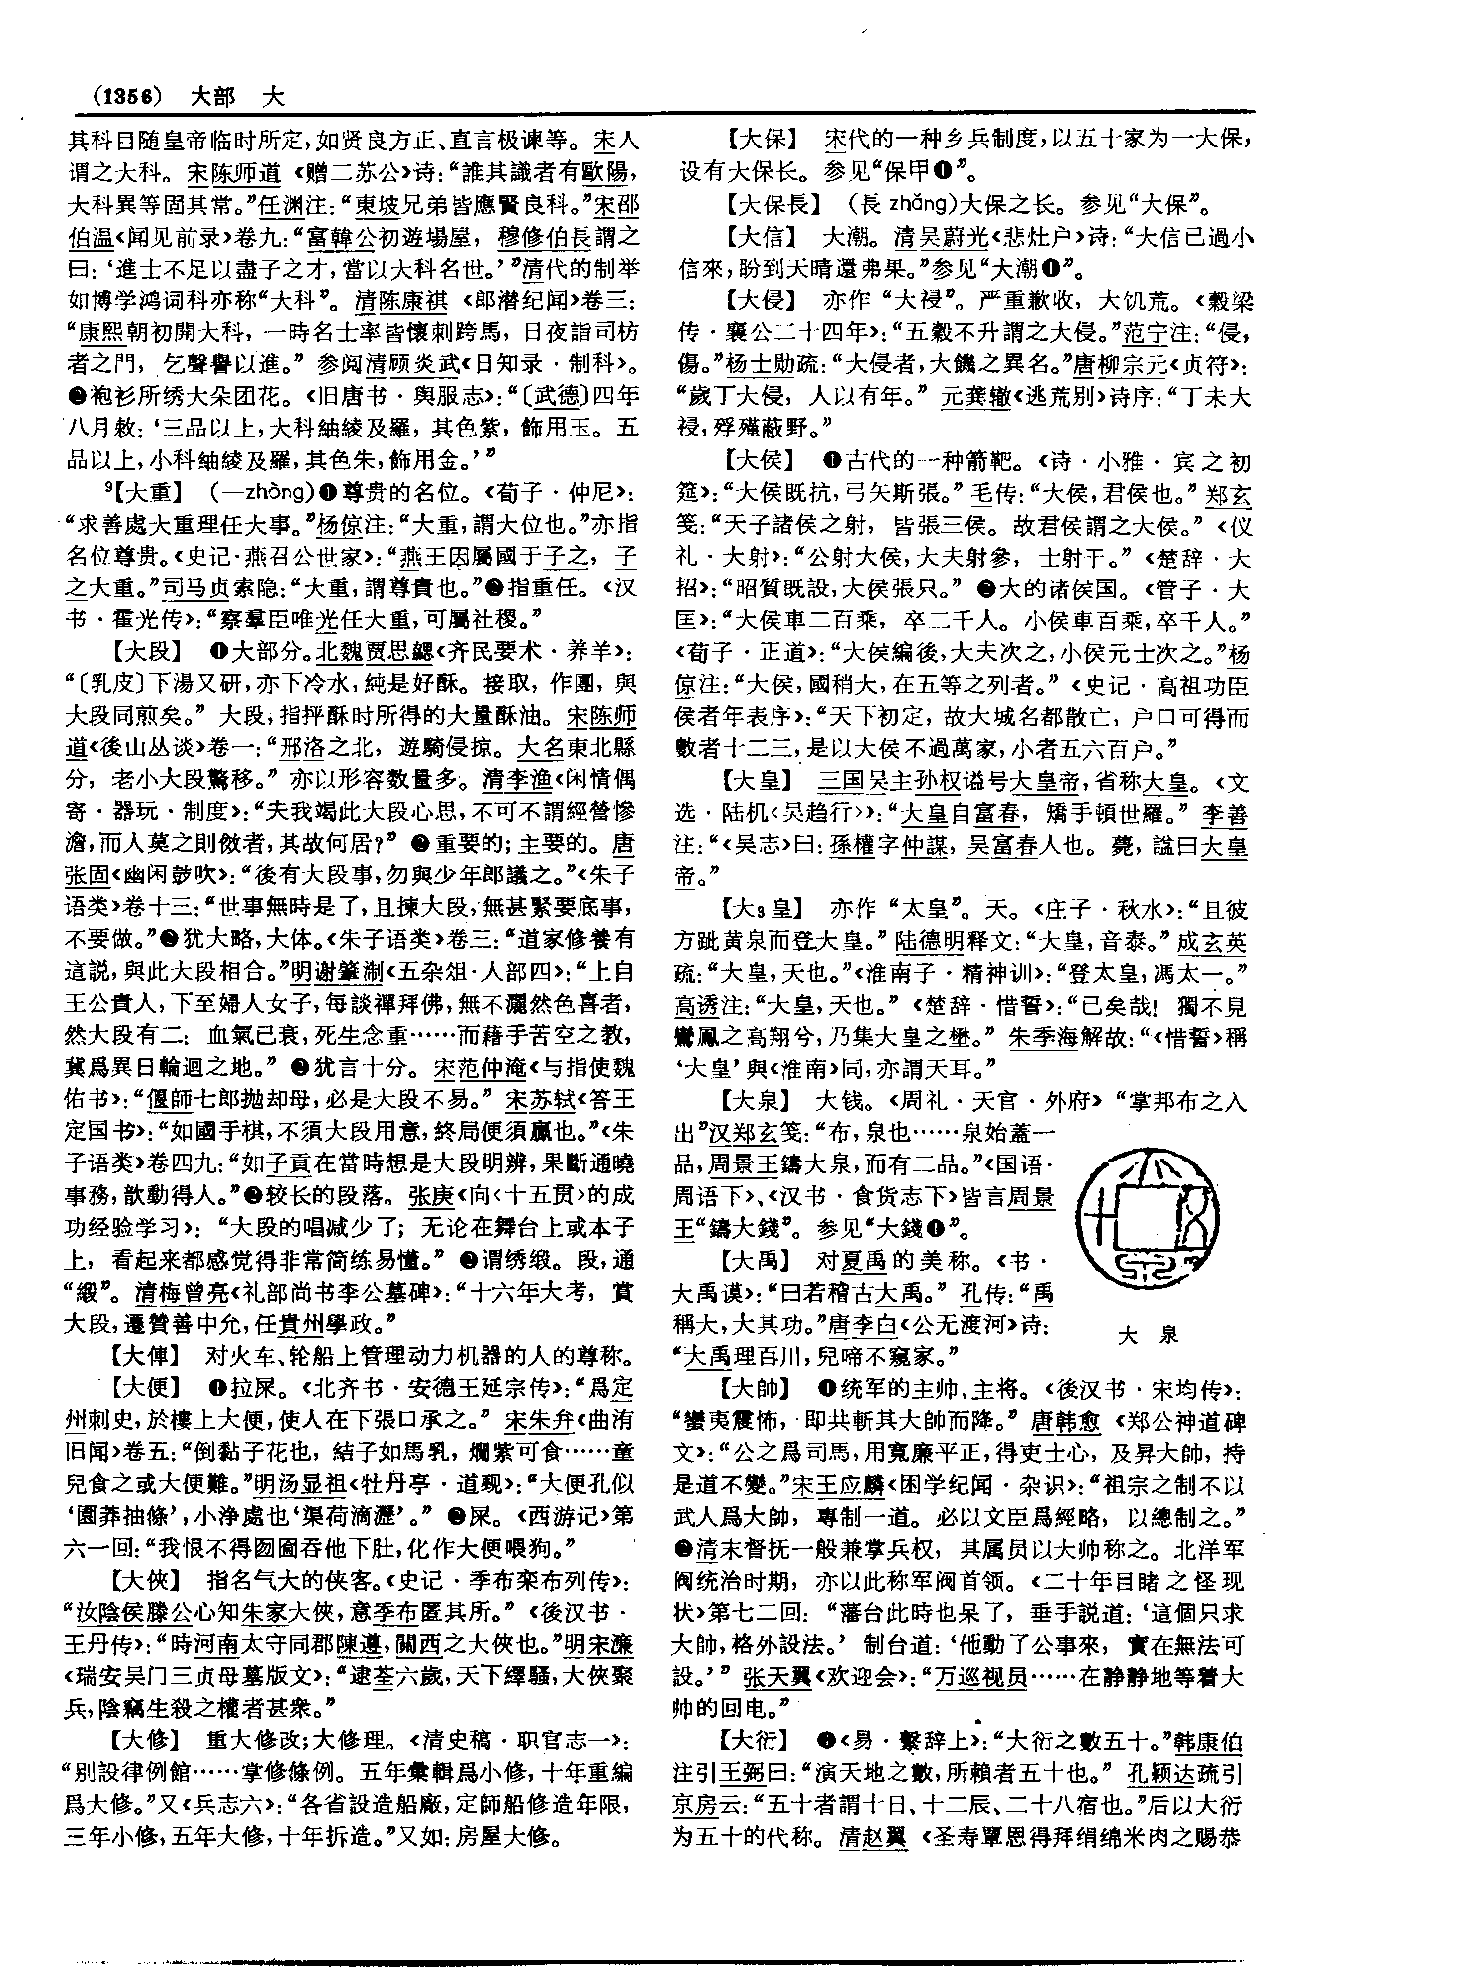 (1356) 大部 大
其科目随皇帝临时所定,如贤良方正、直言极谏等。宋人
谓之大科。宋陈师道《赠二苏公》诗:“誰其識者有歐陽,
大科異等固其常。”任渊注:“東坡兄弟皆應賢良科。”宋邵
伯温《闻见前录》卷九:“富韓公初遊場屋,穆修伯長謂之
曰:‘進士不足以盡子之才,當以大科名世。’”清代的制举
如博学鸿词科亦称“大科”。清陈康祺《郎潜纪闻》卷三:
“康熙朝初開大科,一時名士率皆懷刺跨馬,日夜詣司枋
者之門,乞聲譽以進。”参阅清顾炎武《日知录·制科》。
❷袍衫所绣大朵团花。《旧唐书·舆服志》:“〔武德〕四年
八月敕:‘三品以上,大科紬綾及羅,其色紫,飾用玉。五
品以上,小科紬綾及羅,其色朱,飾用金。’”
9【大重】 (—zhòng)❶尊贵的名位。《荀子·仲尼》:
“求善處大重理任大事。”杨倞注:“大重,謂大位也。”亦指
名位尊贵。《史记·燕召公世家》:“燕王因屬國于子之,子
之大重。”司马贞索隐:“大重,謂尊貴也。”❷指重任。《汉
书·霍光传》:“察羣臣唯光任大重,可屬社稷。”
【大段】 ❶大部分。北魏贾思勰《齐民要术·养羊》:
“〔乳皮〕下湯又研,亦下冷水,純是好酥。接取,作團,與
大段同煎矣。”大段,指抨酥时所得的大量酥油。宋陈师
道《後山丛谈》卷一:“邢洛之北,遊騎侵掠。大名東北縣
分,老小大段驚移。”亦以形容数量多。清李渔《闲情偶
寄·器玩·制度》:“夫我竭此大段心思,不可不謂經營慘
澹,而人莫之則傚者,其故何居?”❷重要的;主要的。唐
张固《幽闲鼓吹》:“後有大段事,勿與少年郎議之。”《朱子
语类》卷十三:“世事無時是了,且揀大段,無甚緊要底事,
不要做。”❸犹大略,大体。《朱子语类》卷三:“道家修養有
這説,與此大段相合。”明谢肇淛《五杂俎·人部四》:“上自
王公貴人,下至婦人女子,每談禪拜佛,無不灑然色喜者,
然大段有二:血氣已衰,死生念重……而藉手苦空之教,
冀爲異日輪迴之地。”❹犹言十分。宋范仲淹《与指使魏
佑书》:“偃師七郎抛却母,必是大段不易。”宋苏轼《答王
定国书》:“如國手棋,不須大段用意,終局便須贏也。”《朱
子语类》卷四九:“如子貢在當時想是大段明辨,果斷通曉
事務,歆動得人。”❺较长的段落。张庚《向〈十五贯〉的成
功经验学习》:“大段的唱减少了;无论在舞台上或本子
上,看起来都感觉得非常简练易懂。”❻谓绣缎。段,通
“緞”。清梅曾亮《礼部尚书李公墓碑》:“十六年大考,賞
大段,遷贊善中允,任貴州學政。”
【大俥】 对火车、轮船上管理动力机器的人的尊称。
【大便】 ❶拉屎。《北齐书·安德王延宗传》:“爲定
州刺史,於樓上大便,使人在下張口承之。”宋朱弁《曲洧
旧闻》卷五:“倒黏子花也,結子如馬乳,爛紫可食……童
兒食之或大便難。”明汤显祖《牡丹亭·道觋》:“大便孔似
‘園莽抽條’,小浄處也‘渠荷滴瀝’。”❷屎。《西游记》第
六一回:“我恨不得囫圇吞他下肚,化作大便喂狗。”
【大俠】 指名气大的侠客。《史记·季布栾布列传》:
“汝陰侯滕公心知朱家大俠,意季布匿其所。”《後汉书·
王丹传》:“時河南太守同郡陳遵,關西之大俠也。”明宋濂
《瑞安吴门三贞母墓版文》:“逮荃六歲,天下繹騷,大俠聚
兵,陰竊生殺之權者甚衆。”
【大修】 重大修改;大修理。《清史稿·职官志一》:
“别設律例館……掌修條例。五年彙輯爲小修,十年重編
爲大修。”又《兵志六》:“各省設造船廠,定師船修造年限,
三年小修,五年大修,十年拆造。”又如:房屋大修。
【大保】 宋代的一种乡兵制度,以五十家为一大保,
设有大保长。参见“保甲❶”。
【大保長】 (長 zhǎng)大保之长。参见“大保”。
【大信】 大潮。清吴蔚光《悲灶户》诗:“大信已過小
信來,盼到天晴還弗果。”参见“大潮❶”。
【大侵】 亦作“大祲”。严重歉收,大饥荒。《穀梁
传·襄公二十四年》:“五穀不升謂之大侵。”范宁注:“侵,
傷。”杨士勋疏:“大侵者,大饑之異名。”唐柳宗元《贞符》:
“歲丁大侵,人以有年。”元龚璛《逃荒别》诗序:“丁未大
祲,殍殣蔽野。”
【大侯】 ❶古代的一种箭靶。《诗·小雅·宾之初
筵》:“大侯既抗,弓矢斯張。”毛传:“大侯,君侯也。”郑玄
笺:“天子諸侯之射,皆張三侯。故君侯謂之大侯。”《仪
礼·大射》:“公射大侯,大夫射參,士射干。”《楚辞·大
招》:“昭質既設,大侯張只。”❷大的诸侯国。《管子·大
匡》:“大侯車二百乘,卒二千人。小侯車百乘,卒千人。”
《荀子·正道》:“大侯編後,大夫次之,小侯元士次之。”杨
倞注:“大侯,國稍大,在五等之列者。”《史记·高祖功臣
侯者年表序》:“天下初定,故大城名都散亡,户口可得而
數者十二三,是以大侯不過萬家,小者五六百户。”
【大皇】 三国吴主孙权谥号大皇帝,省称大皇。《文
选·陆机〈吴趋行〉》:“大皇自富春,矯手頓世羅。”李善
注:“《吴志》曰:孫權字仲謀,吴富春人也。薨,諡曰大皇
帝。”
【大3皇】 亦作“太皇”。天。《庄子·秋水》:“且彼
方跐黄泉而登大皇。”陆德明释文:“大皇,音泰。”成玄英
疏:“大皇,天也。”《淮南子·精神训》:“登太皇,馮太一。”
高诱注:“大皇,天也。”《楚辞·惜誓》:“已矣哉!獨不見
鸞鳳之高翔兮,乃集大皇之壄。”朱季海解故:“《惜誓》稱
‘大皇’與《淮南》同,亦謂天耳。”
【大泉】 大钱。《周礼·天官·外府》“掌邦布之入
出”汉郑玄笺:“布,泉也……泉始蓋一
品,周景王鑄大泉,而有二品。”《国语·
周语下》、《汉书·食货志下》皆言周景
王“鑄大錢”。参见“大錢❶”。
【大禹】 对夏禹的美称。《书·
大禹谟》:“曰若稽古大禹。”孔传:“禹
稱大,大其功。”唐李白《公无渡河》诗:
“大禹理百川,兒啼不窺家。”
大 泉
【大帥】 ❶统军的主帅、主将。《後汉书·宋均传》:
“蠻夷震怖,即共斬其大帥而降。”唐韩愈《郑公神道碑
文》:“公之爲司馬,用寬廉平正,得吏士心,及昇大帥,持
是道不變。”宋王应麟《困学纪闻·杂识》:“祖宗之制不以
武人爲大帥,專制一道。必以文臣爲經略,以總制之。”
❷清末督抚一般兼掌兵权,其属员以大帅称之。北洋军
阀统治时期,亦以此称军阀首领。《二十年目睹之怪现
状》第七二回:“藩台此時也呆了,垂手説道:‘這個只求
大帥,格外設法。’制台道:‘他動了公事來,實在無法可
設。’”张天翼《欢迎会》:“万巡视员……在静静地等着大
帅的回电。”
【大衍】 ❶《易·繫辞上》:“大衍之數五十。”韩康伯
注引王弼曰:“演天地之數,所賴者五十也。”孔颖达疏引
京房云:“五十者謂十日、十二辰、二十八宿也。”后以大衍
为五十的代称。清赵翼《圣寿覃恩得拜绢绵米肉之赐恭